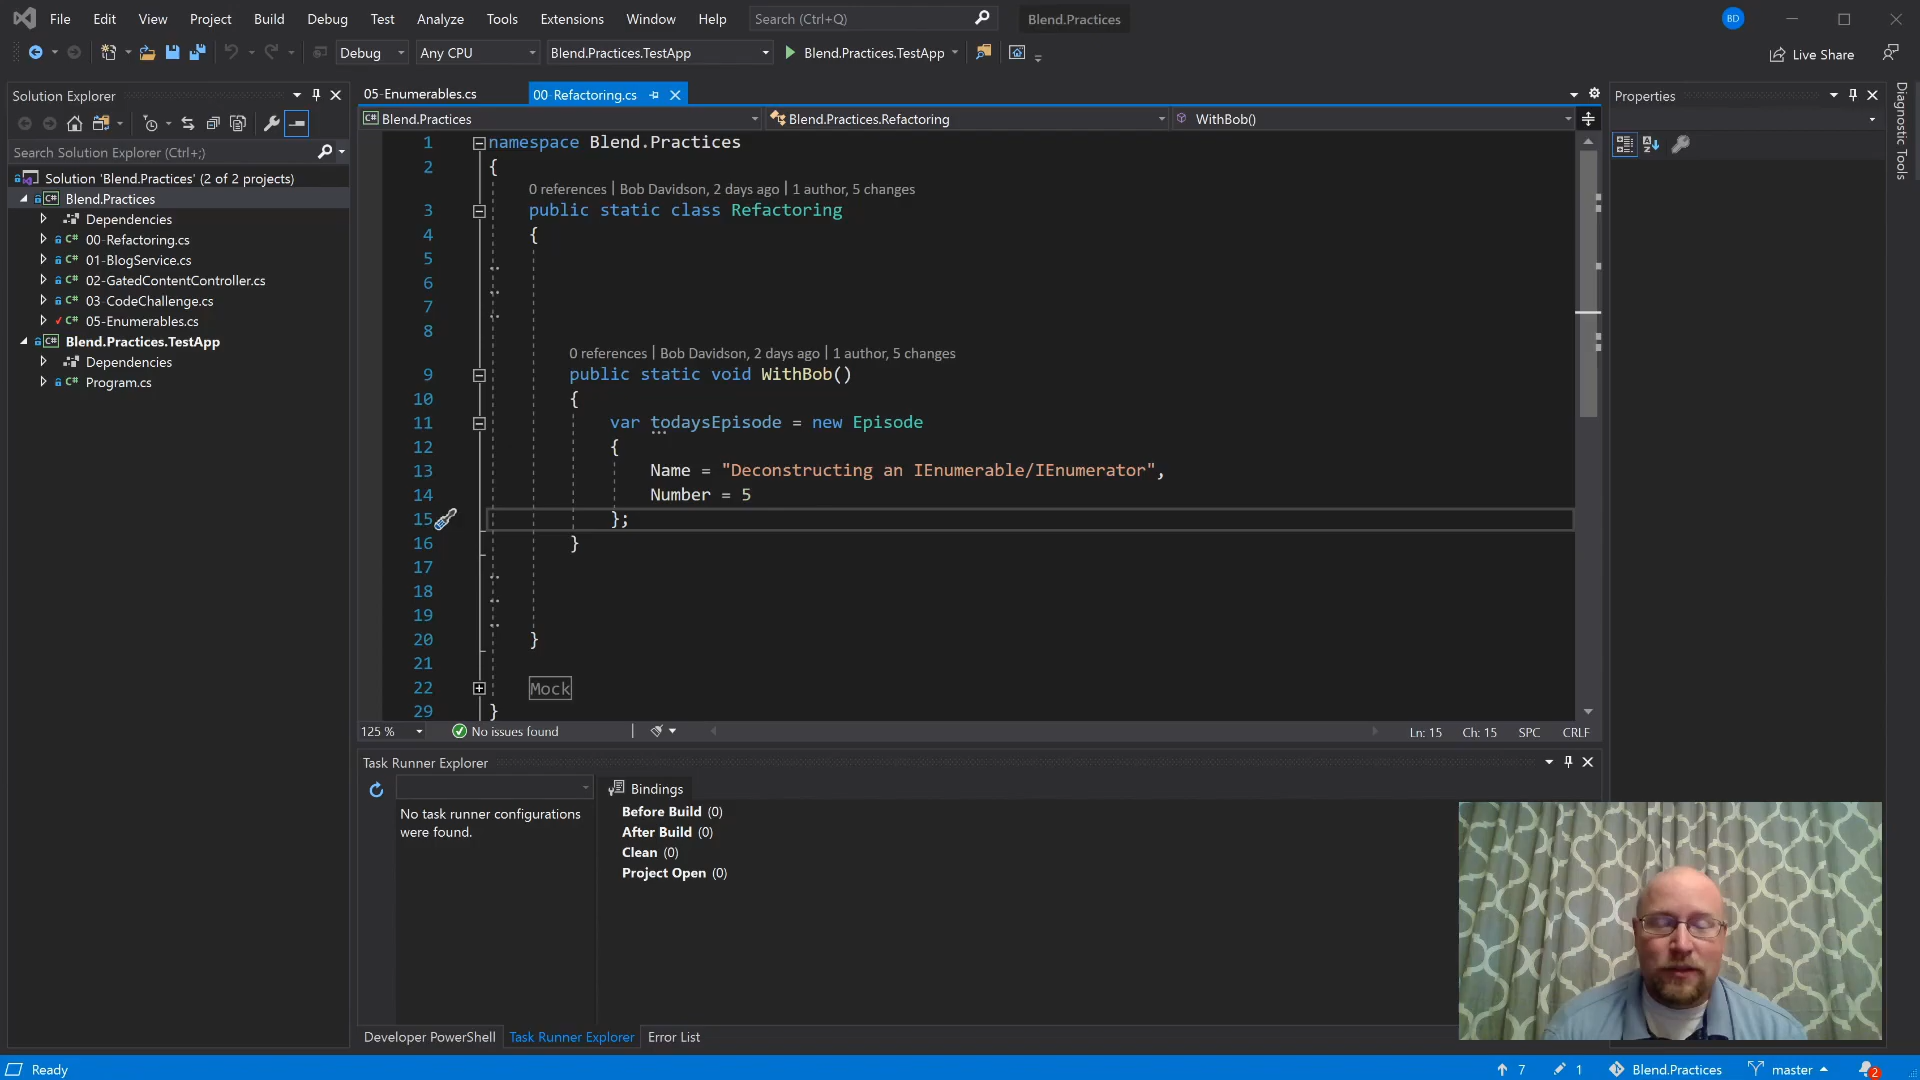 File Edit View Project Build Debug Test Analyze Tools Extensions Window Help Search (Ctrl+Q) Blend.Practices BD
Debug Any CPU Blend.Practices.TestApp Blend.Practices.TestApp Live Share
Solution Explorer
Search Solution Explorer (Ctrl+;)
Solution 'Blend.Practices' (2 of 2 projects)
C# Blend.Practices
Dependencies
C# 00-Refactoring.cs
C# 01-BlogService.cs
C# 02-GatedContentController.cs
C# 03-CodeChallenge.cs
C# 05-Enumerables.cs
C# Blend.Practices.TestApp
Dependencies
C# Program.cs
05-Enumerables.cs 00-Refactoring.cs
C# Blend.Practices Blend.Practices.Refactoring WithBob()
1 namespace Blend.Practices
2 {
0 references | Bob Davidson, 2 days ago | 1 author, 5 changes
3 public static class Refactoring
4 {
5
6
7
8
0 references | Bob Davidson, 2 days ago | 1 author, 5 changes
9 public static void WithBob()
10 {
11 var todaysEpisode = new Episode
12 {
13 Name = "Deconstructing an IEnumerable/IEnumerator",
14 Number = 5
15 };
16 }
17
18
19
20 }
21
22 Mock
29 }
125 % No issues found Ln: 15 Ch: 15 SPC CRLF
Task Runner Explorer
No task runner configurations
were found.
Bindings
Before Build (0)
After Build (0)
Clean (0)
Project Open (0)
Developer PowerShell Task Runner Explorer Error List
Properties
Diagnostic Tools
Ready 7 1 Blend.Practices master 2